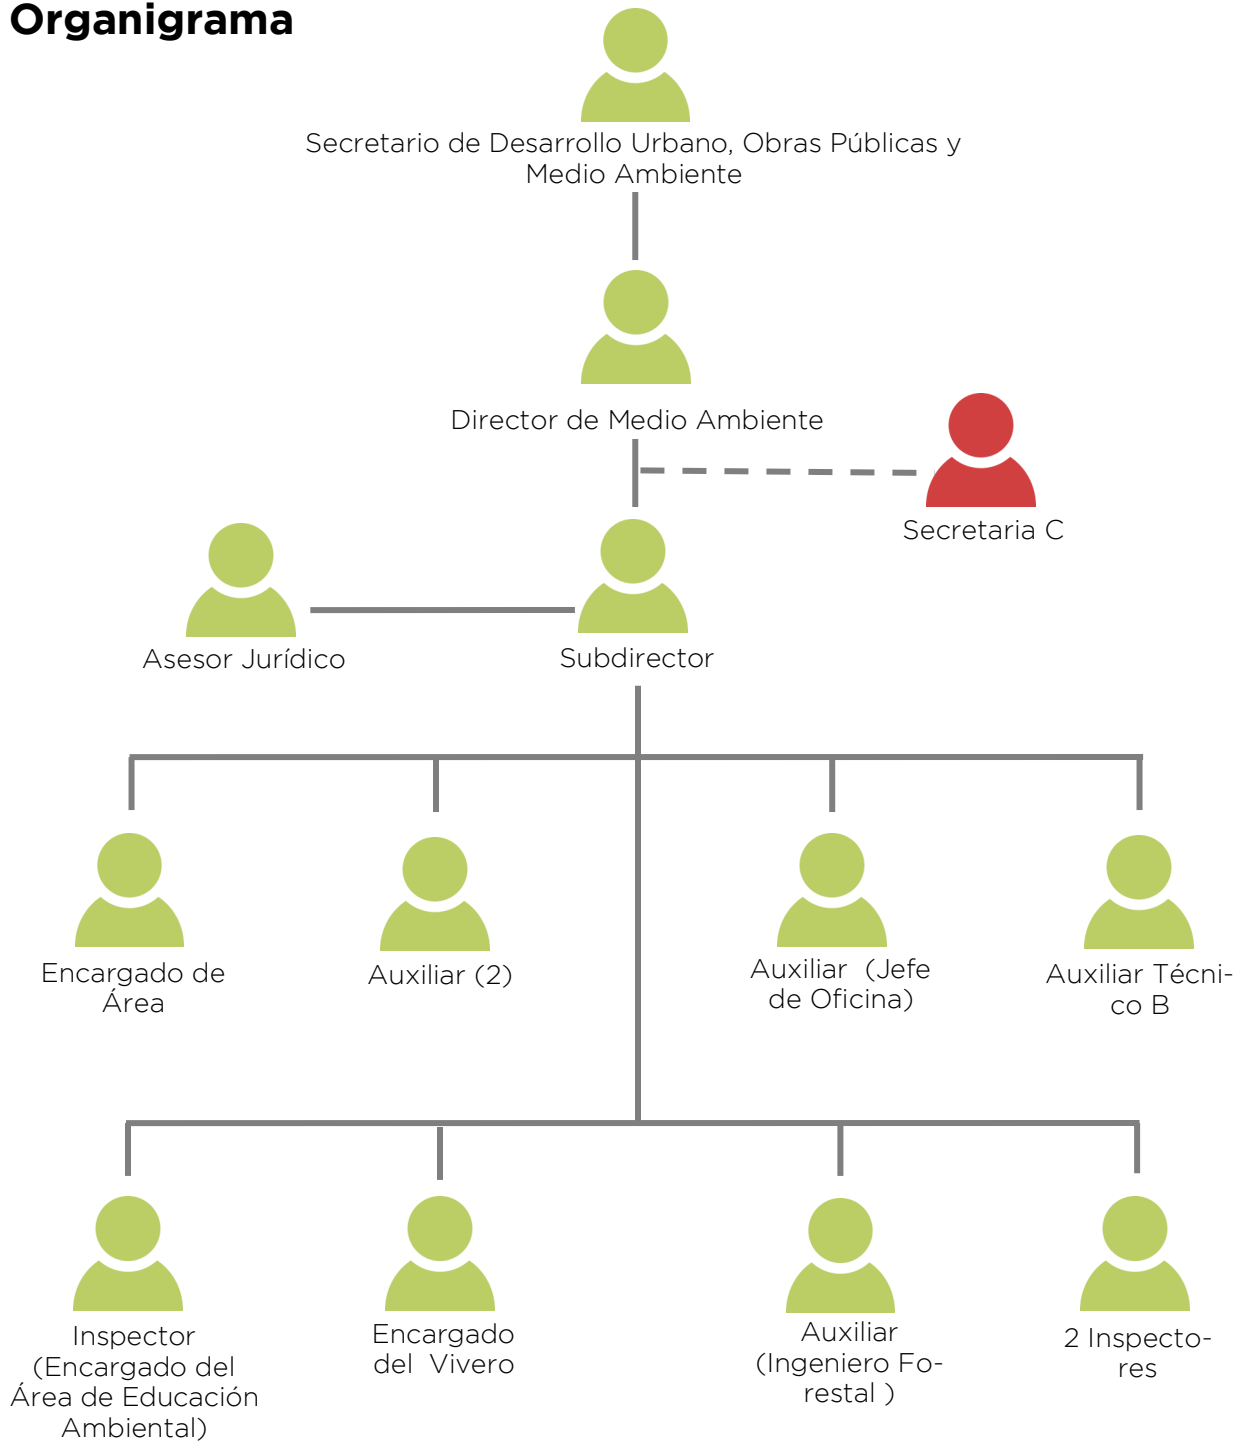 Organigrama
Secretario de Desarrollo Urbano, Obras Públicas y
Medio Ambiente
Director de Medio Ambiente
Secretaria C
Asesor Jurídico
Subdirector
Encargado de
Área
Auxiliar (2)
Auxiliar (Jefe
de Oficina)
Auxiliar Técni-
co B
Inspector
(Encargado del
Área de Educación
Ambiental)
Encargado
del Vivero
Auxiliar
(Ingeniero Fo-
restal )
2 Inspecto-
res